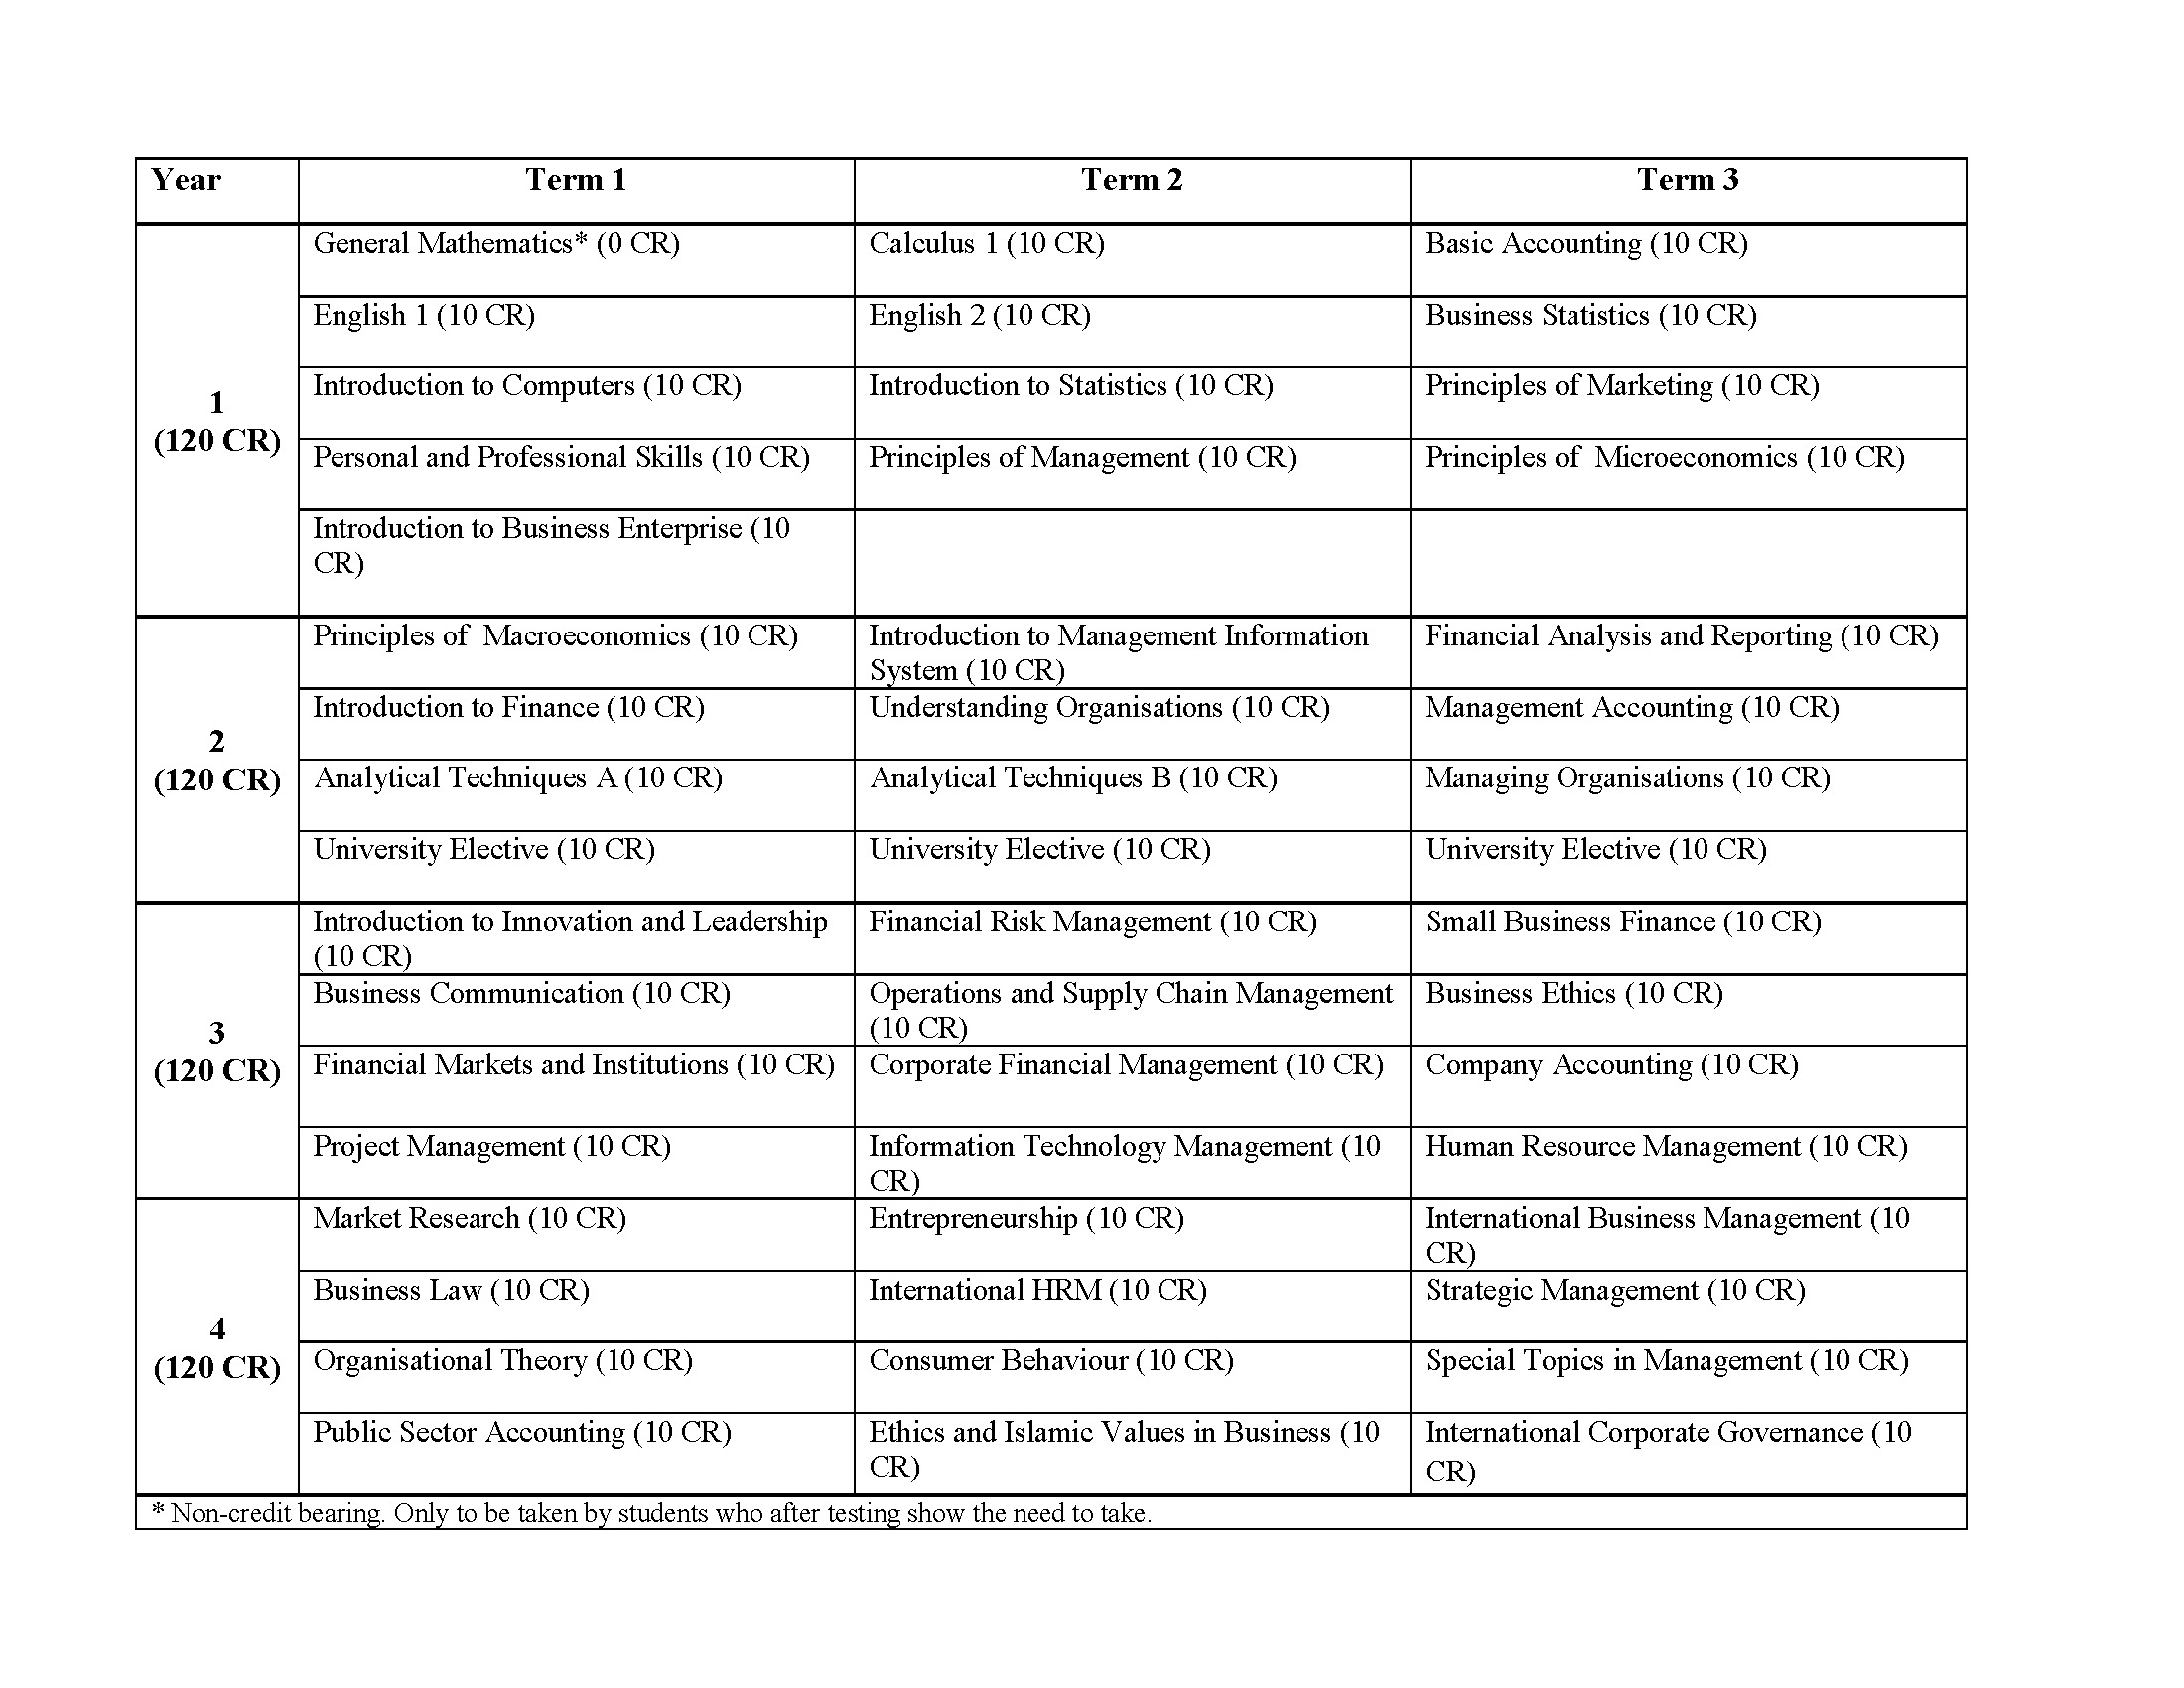 Year Term 1 Term 2 Term 3
General Mathematics* (0 CR) Calculus 1 (10 CR) Basic Accounting (10 CR)
English 1 (10 CR) English 2 (10 CR) Business Statistics (10 CR)
Introduction to Computers (10 CR) Introduction to Statistics (10 CR) Principles of Marketing (10 CR)
1
(120 CR)
Personal and Professional Skills (10 CR) Principles of Management (10 CR) Principles of  Microeconomics (10 CR)
Introduction to Business Enterprise (10
CR)
Principles of  Macroeconomics (10 CR) Introduction to Management Information Financial Analysis and Reporting (10 CR)
System (10 CR)
Introduction to Finance (10 CR) Understanding Organisations (10 CR) Management Accounting (10 CR)
2
(120 CR)
Analytical Techniques A (10 CR) Analytical Techniques B (10 CR) Managing Organisations (10 CR)
University Elective (10 CR) University Elective (10 CR) University Elective (10 CR)
Introduction to Innovation and Leadership Financial Risk Management (10 CR) Small Business Finance (10 CR)
(10 CR)
Business Communication (10 CR) Operations and Supply Chain Management Business Ethics (10 CR)
(10 CR)
3
(120 CR)
Financial Markets and Institutions (10 CR) Corporate Financial Management (10 CR) Company Accounting (10 CR)
Project Management (10 CR) Information Technology Management (10 Human Resource Management (10 CR)
CR)
Market Research (10 CR) Entrepreneurship (10 CR) International Business Management (10
CR)
Business Law (10 CR) International HRM (10 CR) Strategic Management (10 CR)
4
(120 CR)
Organisational Theory (10 CR) Consumer Behaviour (10 CR) Special Topics in Management (10 CR)
Public Sector Accounting (10 CR) Ethics and Islamic Values in Business (10 International Corporate Governance (10
CR) CR)
* Non-credit bearing. Only to be taken by students who after testing show the need to take.